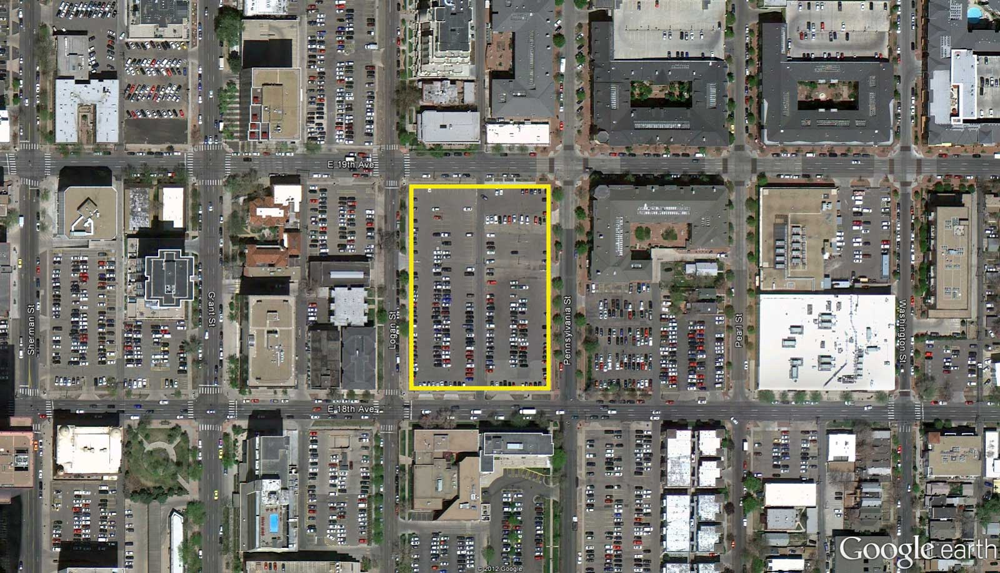 E 19th Ave
Sherman St
Grant St
Logan St
Pennsylvania St
Pearl St
Washington St
E 18th Ave
Google earth
© 2012 Google